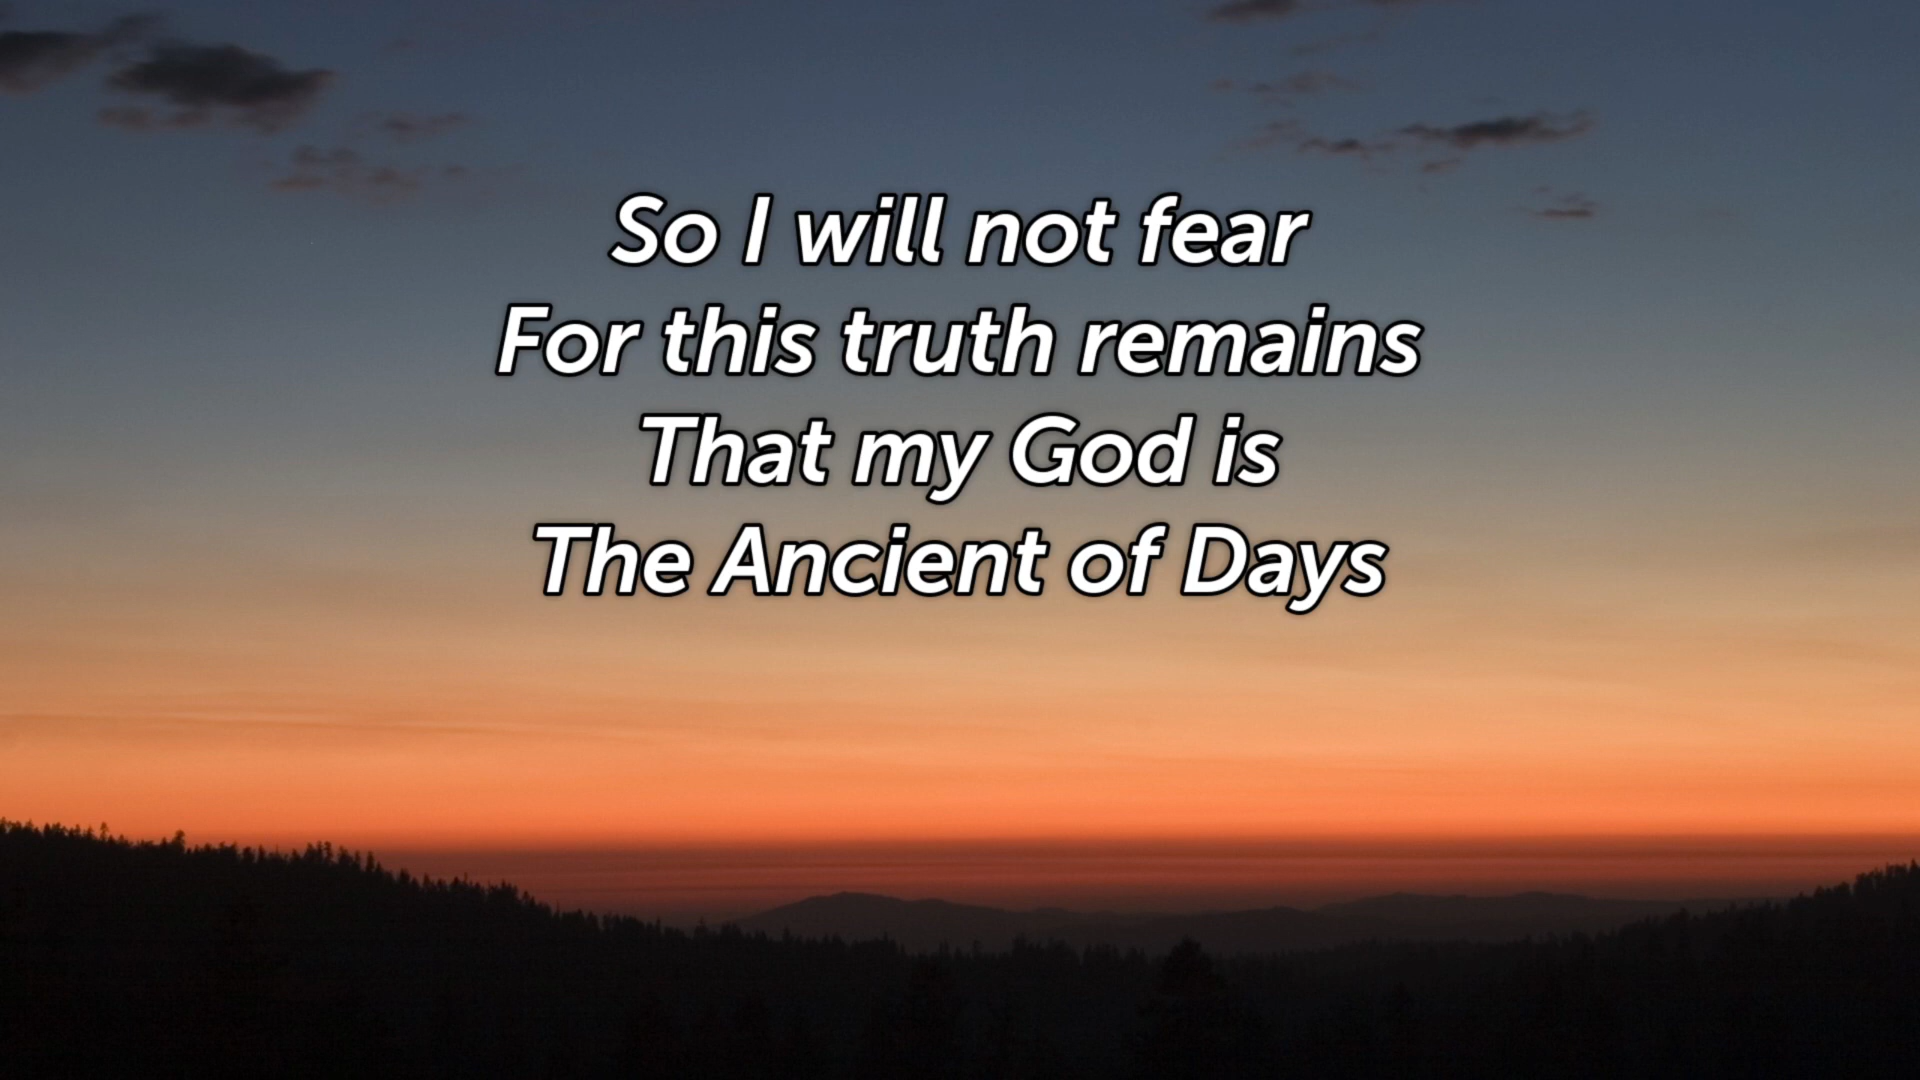 So I will not fear
For this truth remains
That my God is
The Ancient of Days